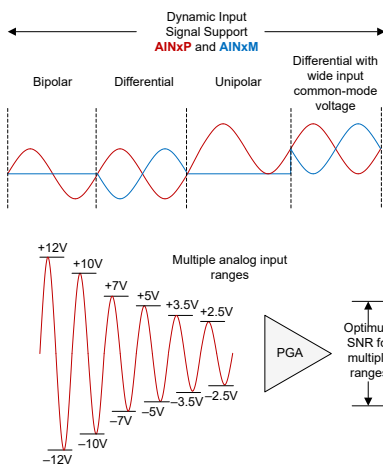 Dynamic Input
Signal Support
AINxP and AINxM
Bipolar
Differential
Unipolar
Differential with
wide input
common-mode
voltage
Multiple analog input
ranges
+12V
+10V
+7V
+5V
+3.5V
+2.5V
−12V
−10V
−7V
−5V
−3.5V
−2.5V
PGA
Optimu
SNR fo
multipl
ranges